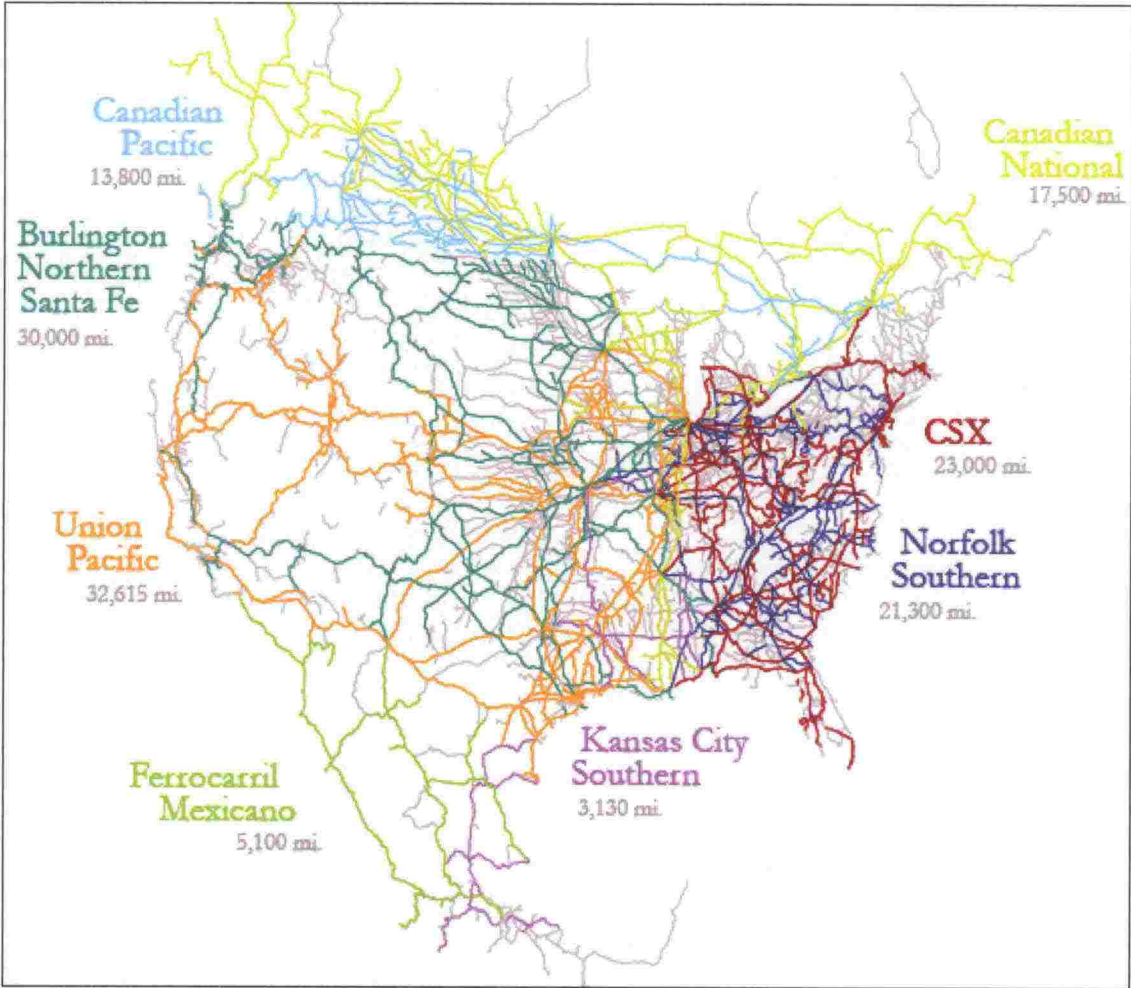 Canadian
Pacific
13,800 mi.
Canadian
National
17,500 mi.
Burlington
Northern
Santa Fe
30,000 mi.
CSX
23,000 mi.
Union
Pacific
32,615 mi.
Norfolk
Southern
21,300 mi.
Kansas City
Southern
3,130 mi.
Ferrocarril
Mexicano
5,100 mi.